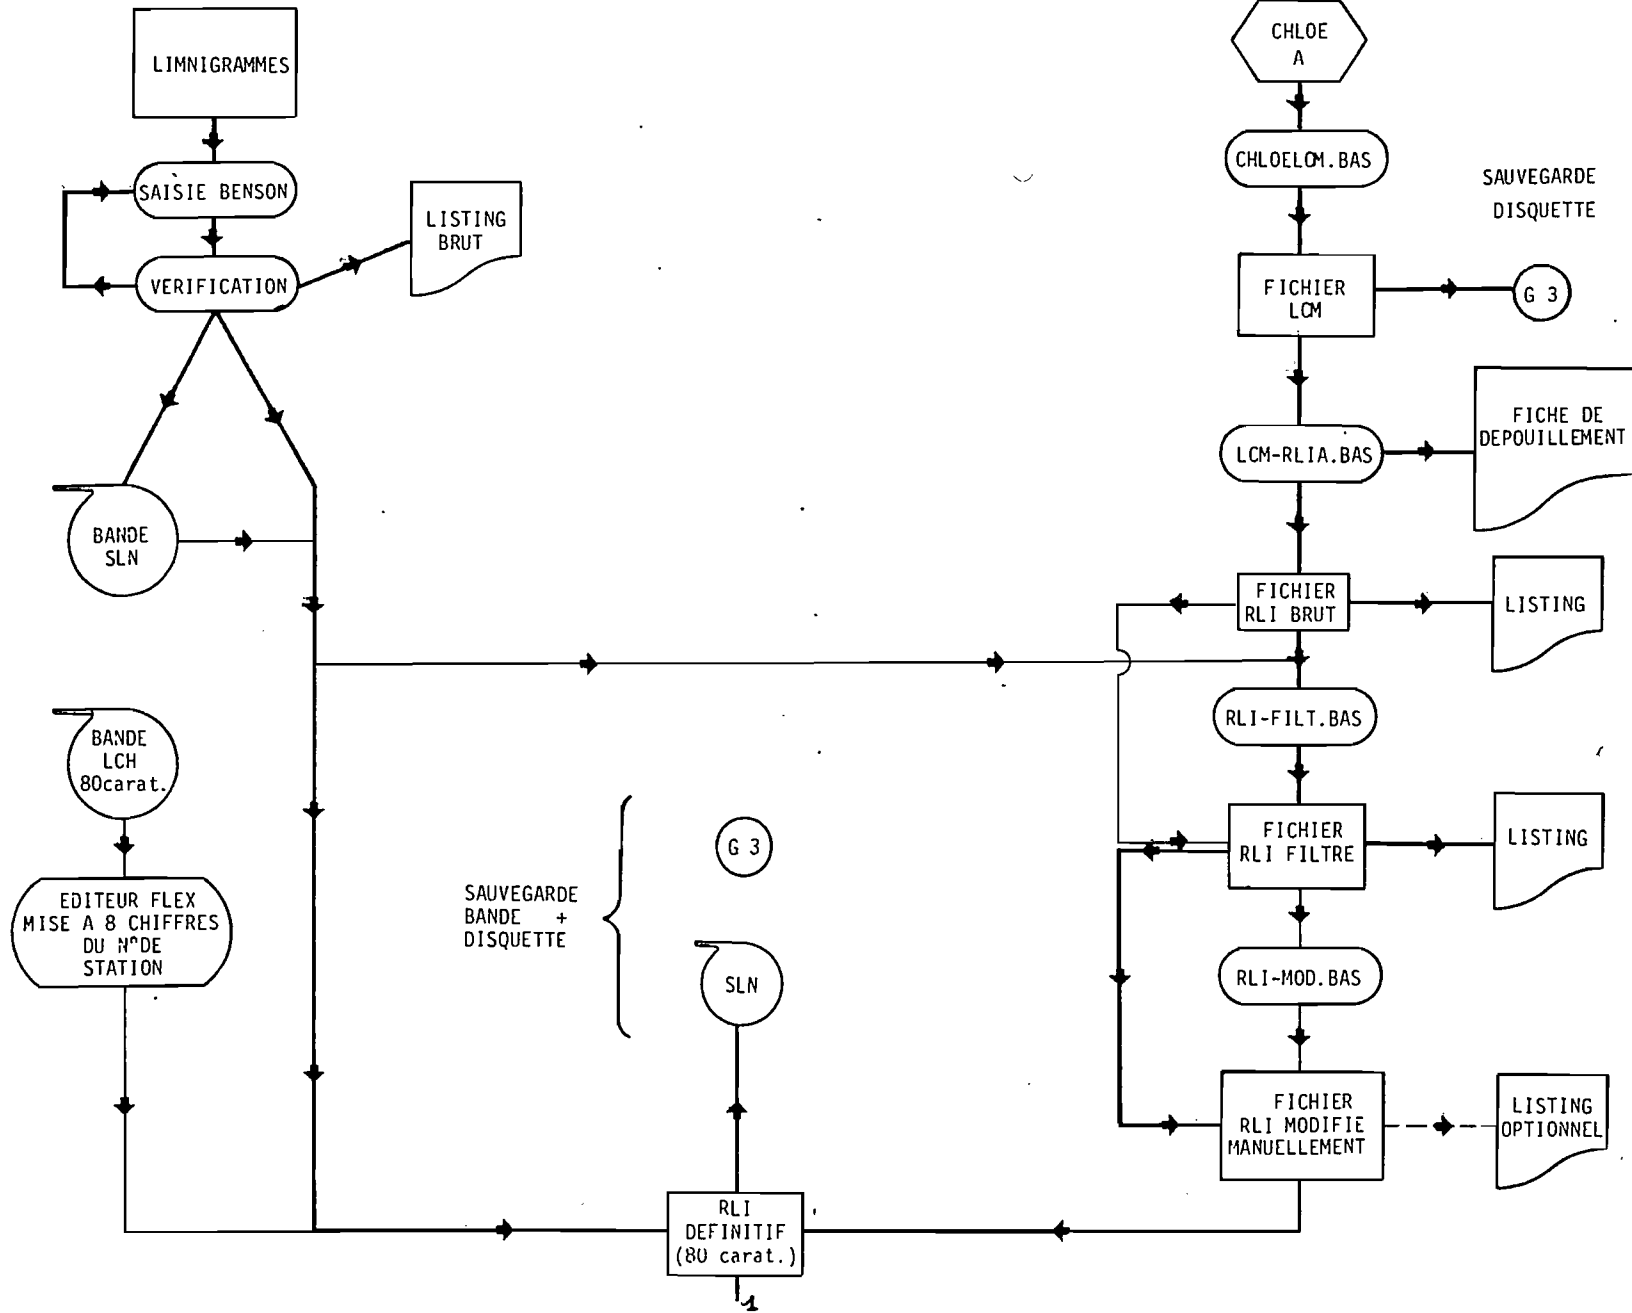 LIMNIGRAMMES
SAISIE BENSON
VERIFICATION
LISTING
BRUT
BANDE
SLN
BANDE
LCH
80carat.
EDITEUR FLEX
MISE A 8 CHIFFRES
DU N°DE
STATION
SAUVEGARDE
BANDE +
DISQUETTE
G 3
SLN
RLI
DEFINITIF
(80 carat.)
1
CHLOE
A
CHLOELCM.BAS
SAUVEGARDE
DISQUETTE
FICHIER
LCM
G 3
LCM-RLIA.BAS
FICHE DE
DEPOUILLEMENT
FICHIER
RLI BRUT
LISTING
RLI-FILT.BAS
FICHIER
RLI FILTRE
LISTING
RLI-MOD.BAS
FICHIER
RLI MODIFIE
MANUELLEMENT
LISTING
OPTIONNEL